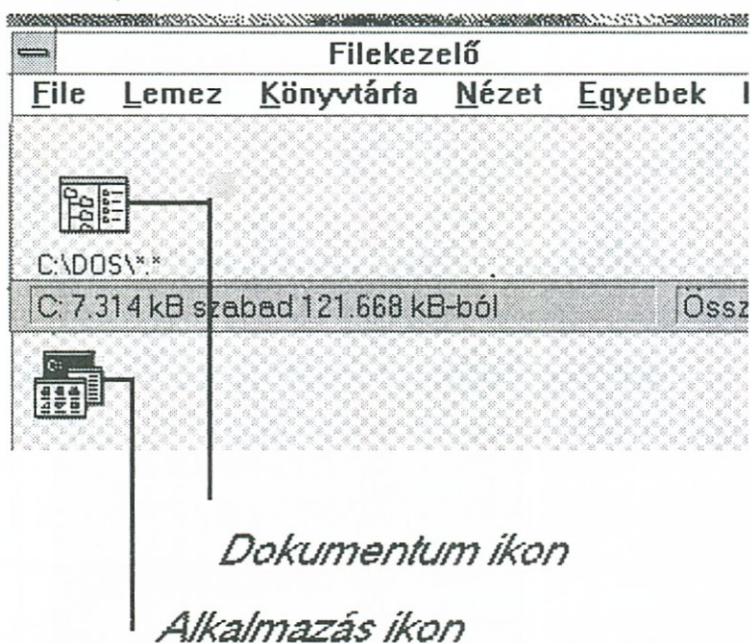 Filekezelő
File Lemez Könyvtárfa Nézet Egyebek
C:\DOS\*.*
C: 7.314 kB szabad 121.668 kB-ból Össz
C:
Dokumentum ikon
Alkalmazás ikon